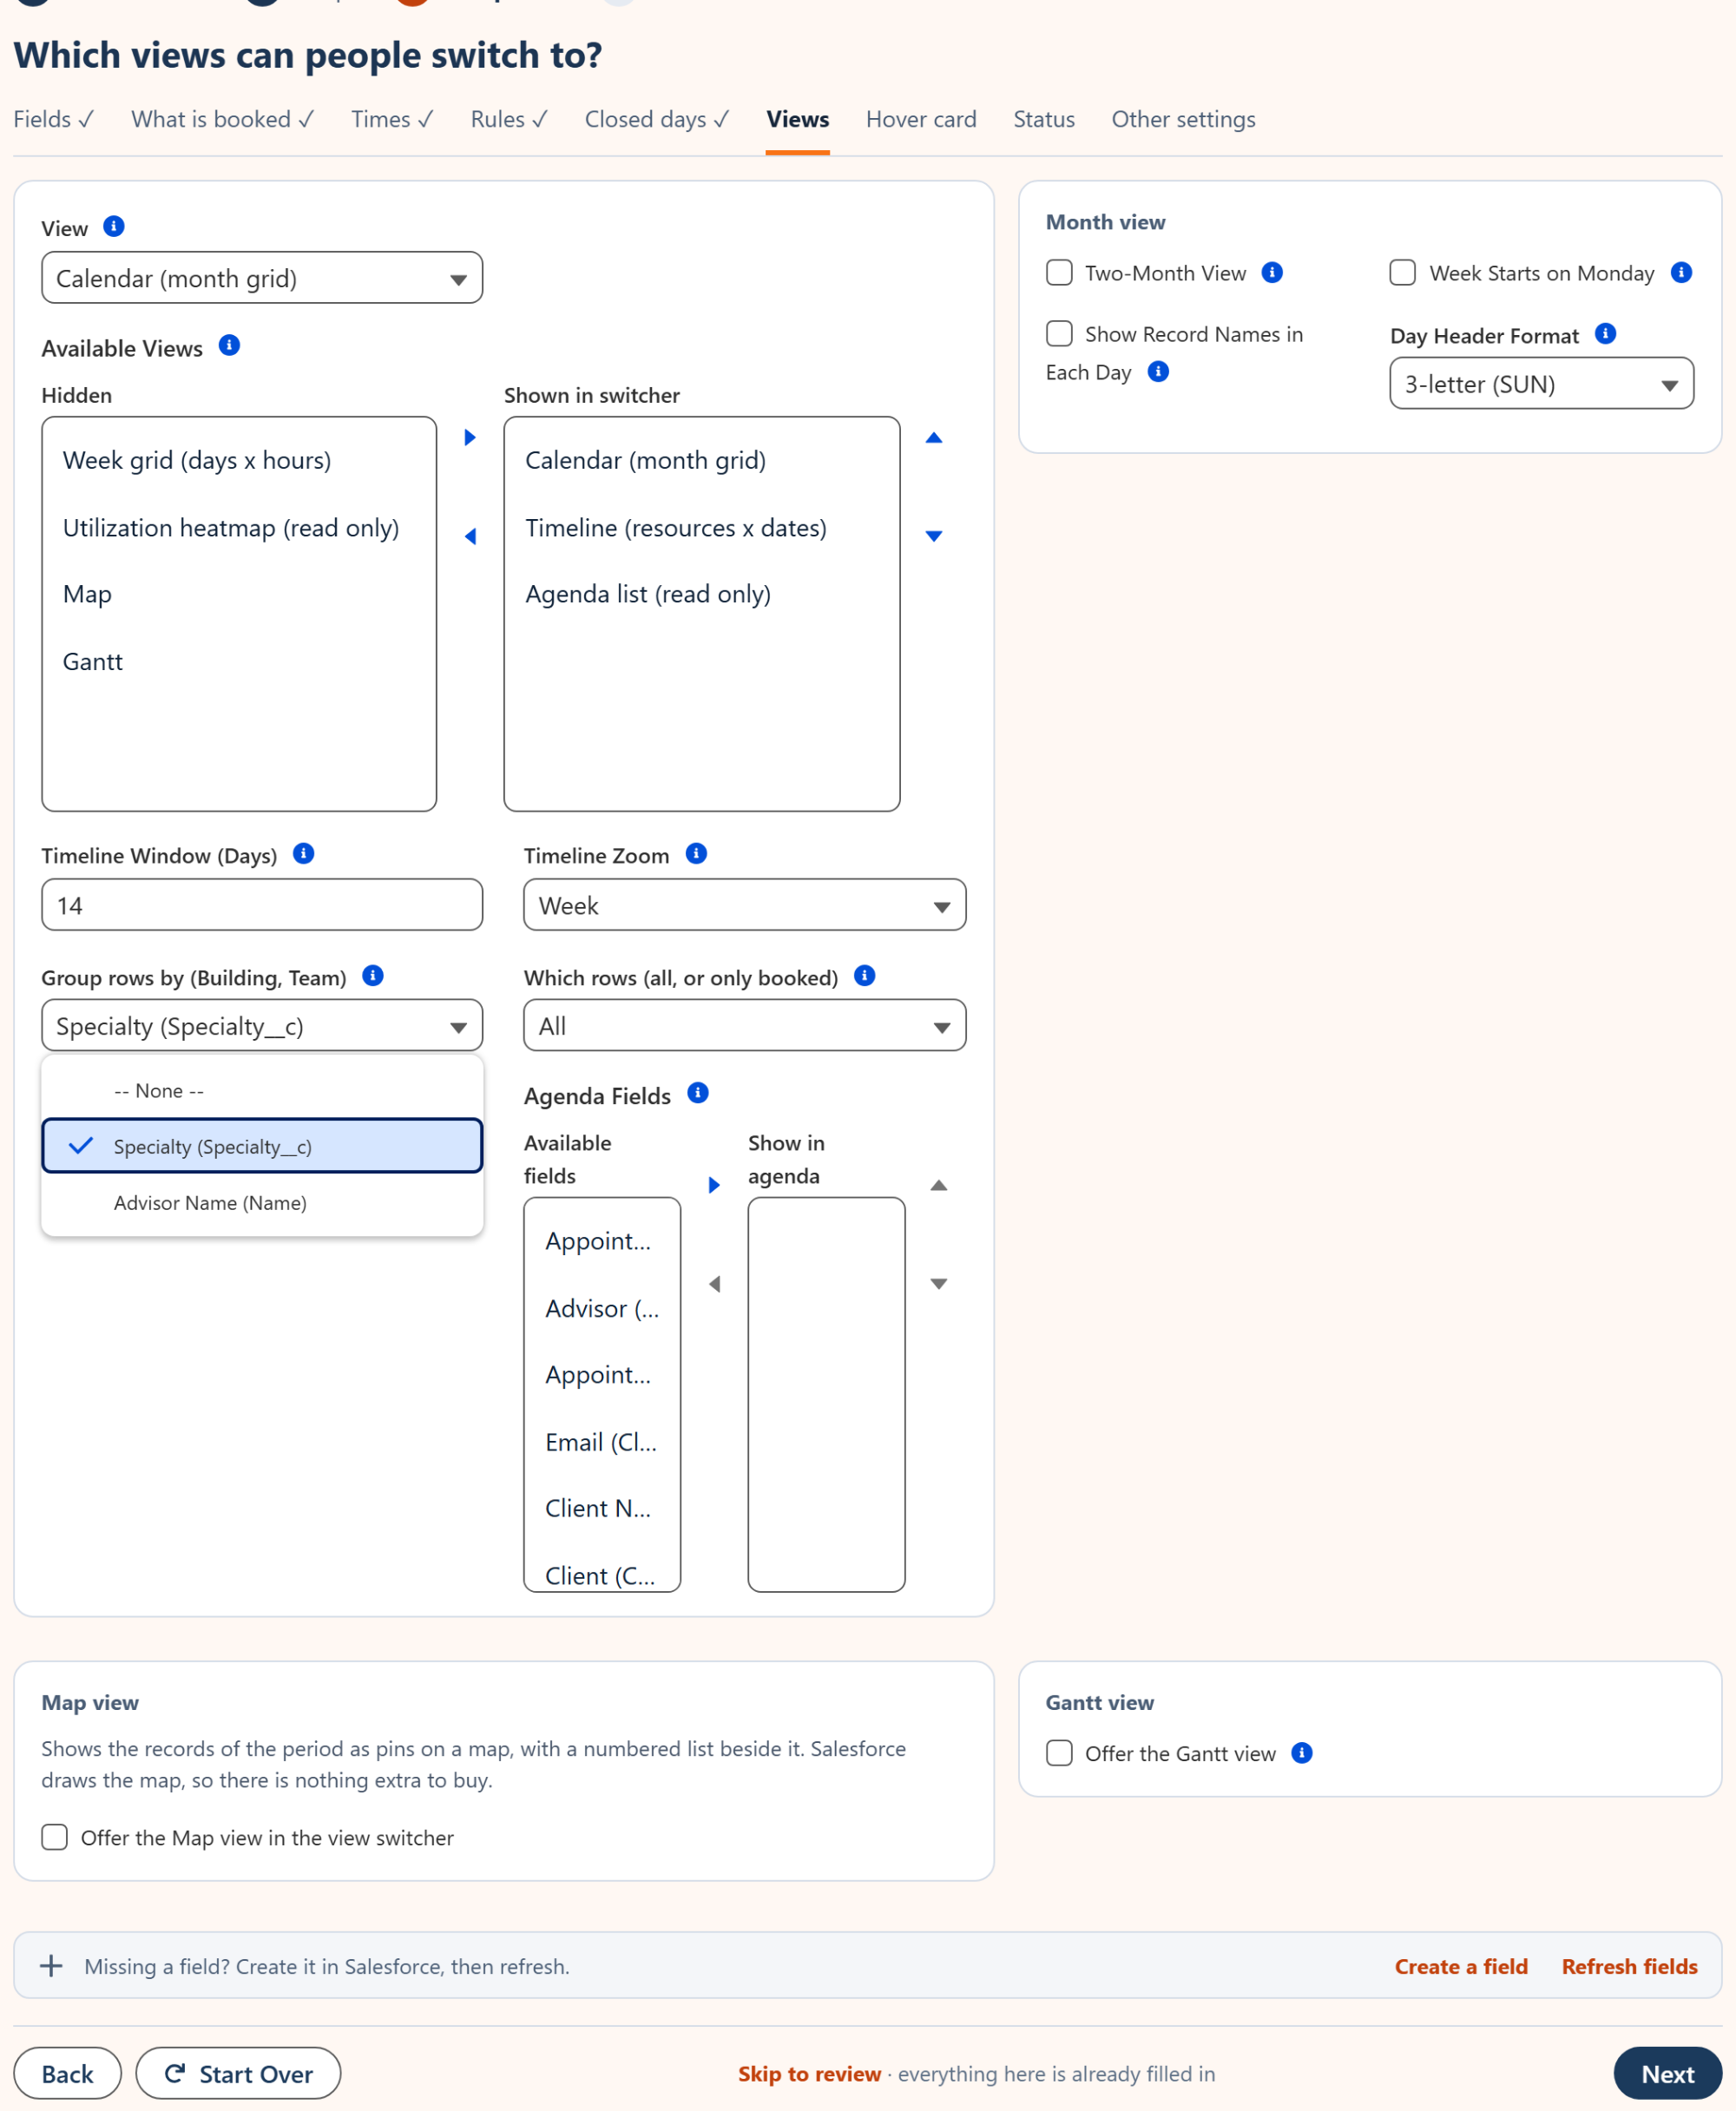 Which views can people switch to?
Fields ✓ What is booked ✓ Times ✓ Rules ✓ Closed days ✓ Views Hover card Status Other settings
View
Calendar (month grid)
Available Views
Hidden
Week grid (days x hours)
Utilization heatmap (read only)
Map
Gantt
Shown in switcher
Calendar (month grid)
Timeline (resources x dates)
Agenda list (read only)
Timeline Window (Days)
14
Timeline Zoom
Week
Group rows by (Building, Team)
Specialty (Specialty__c)
-- None --
Specialty (Specialty__c)
Advisor Name (Name)
Which rows (all, or only booked)
All
Agenda Fields
Available
fields
Appoint...
Advisor (...
Appoint...
Email (Cl...
Client N...
Client (C...
Show in
agenda
Month view
Two-Month View
Week Starts on Monday
Show Record Names in
Each Day
Day Header Format
3-letter (SUN)
Map view
Shows the records of the period as pins on a map, with a numbered list beside it. Salesforce
draws the map, so there is nothing extra to buy.
Offer the Map view in the view switcher
Gantt view
Offer the Gantt view
Missing a field? Create it in Salesforce, then refresh.
Create a field Refresh fields
Back Start Over Skip to review · everything here is already filled in Next